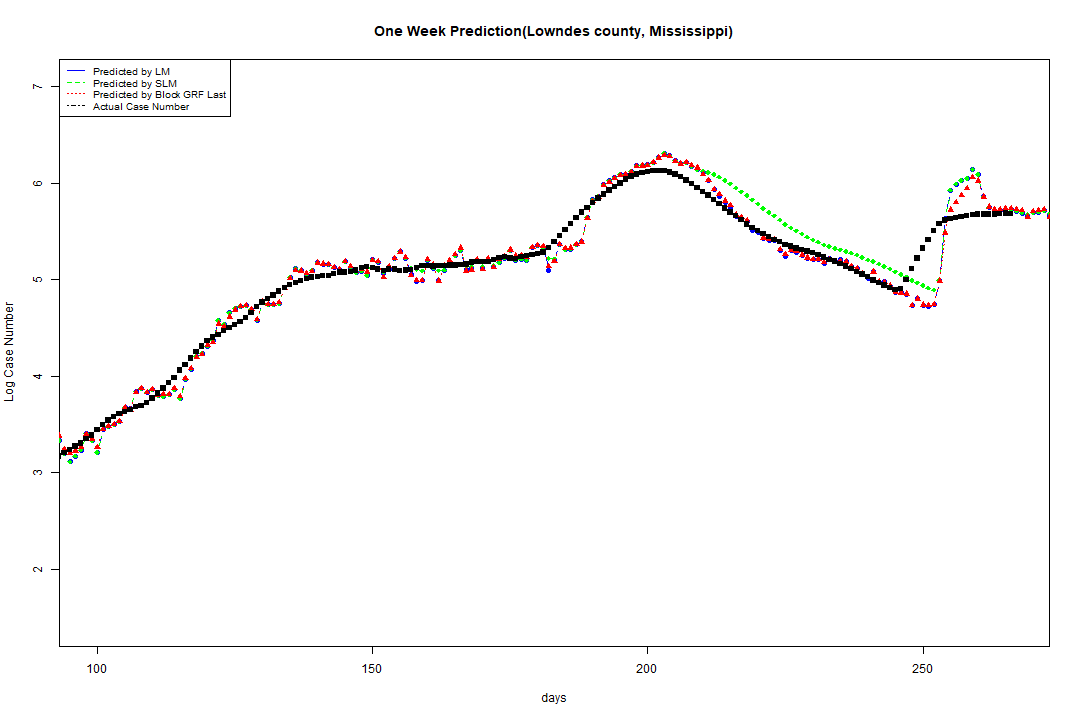 One Week Prediction(Lowndes county, Mississippi)
Predicted by LM
Predicted by SLM
Predicted by Block GRF Last
Actual Case Number
Log Case Number
7
6
5
4
3
2
100 150 200 250
days